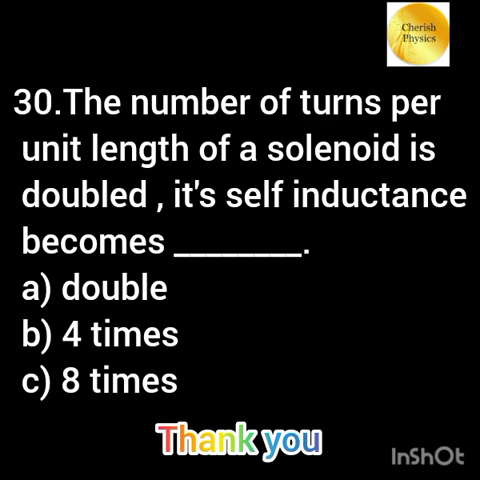 Cherish
Physics
30.The number of turns per
unit length of a solenoid is
doubled , it's self inductance
becomes ________.
a) double
b) 4 times
c) 8 times
Thank you
InShOt